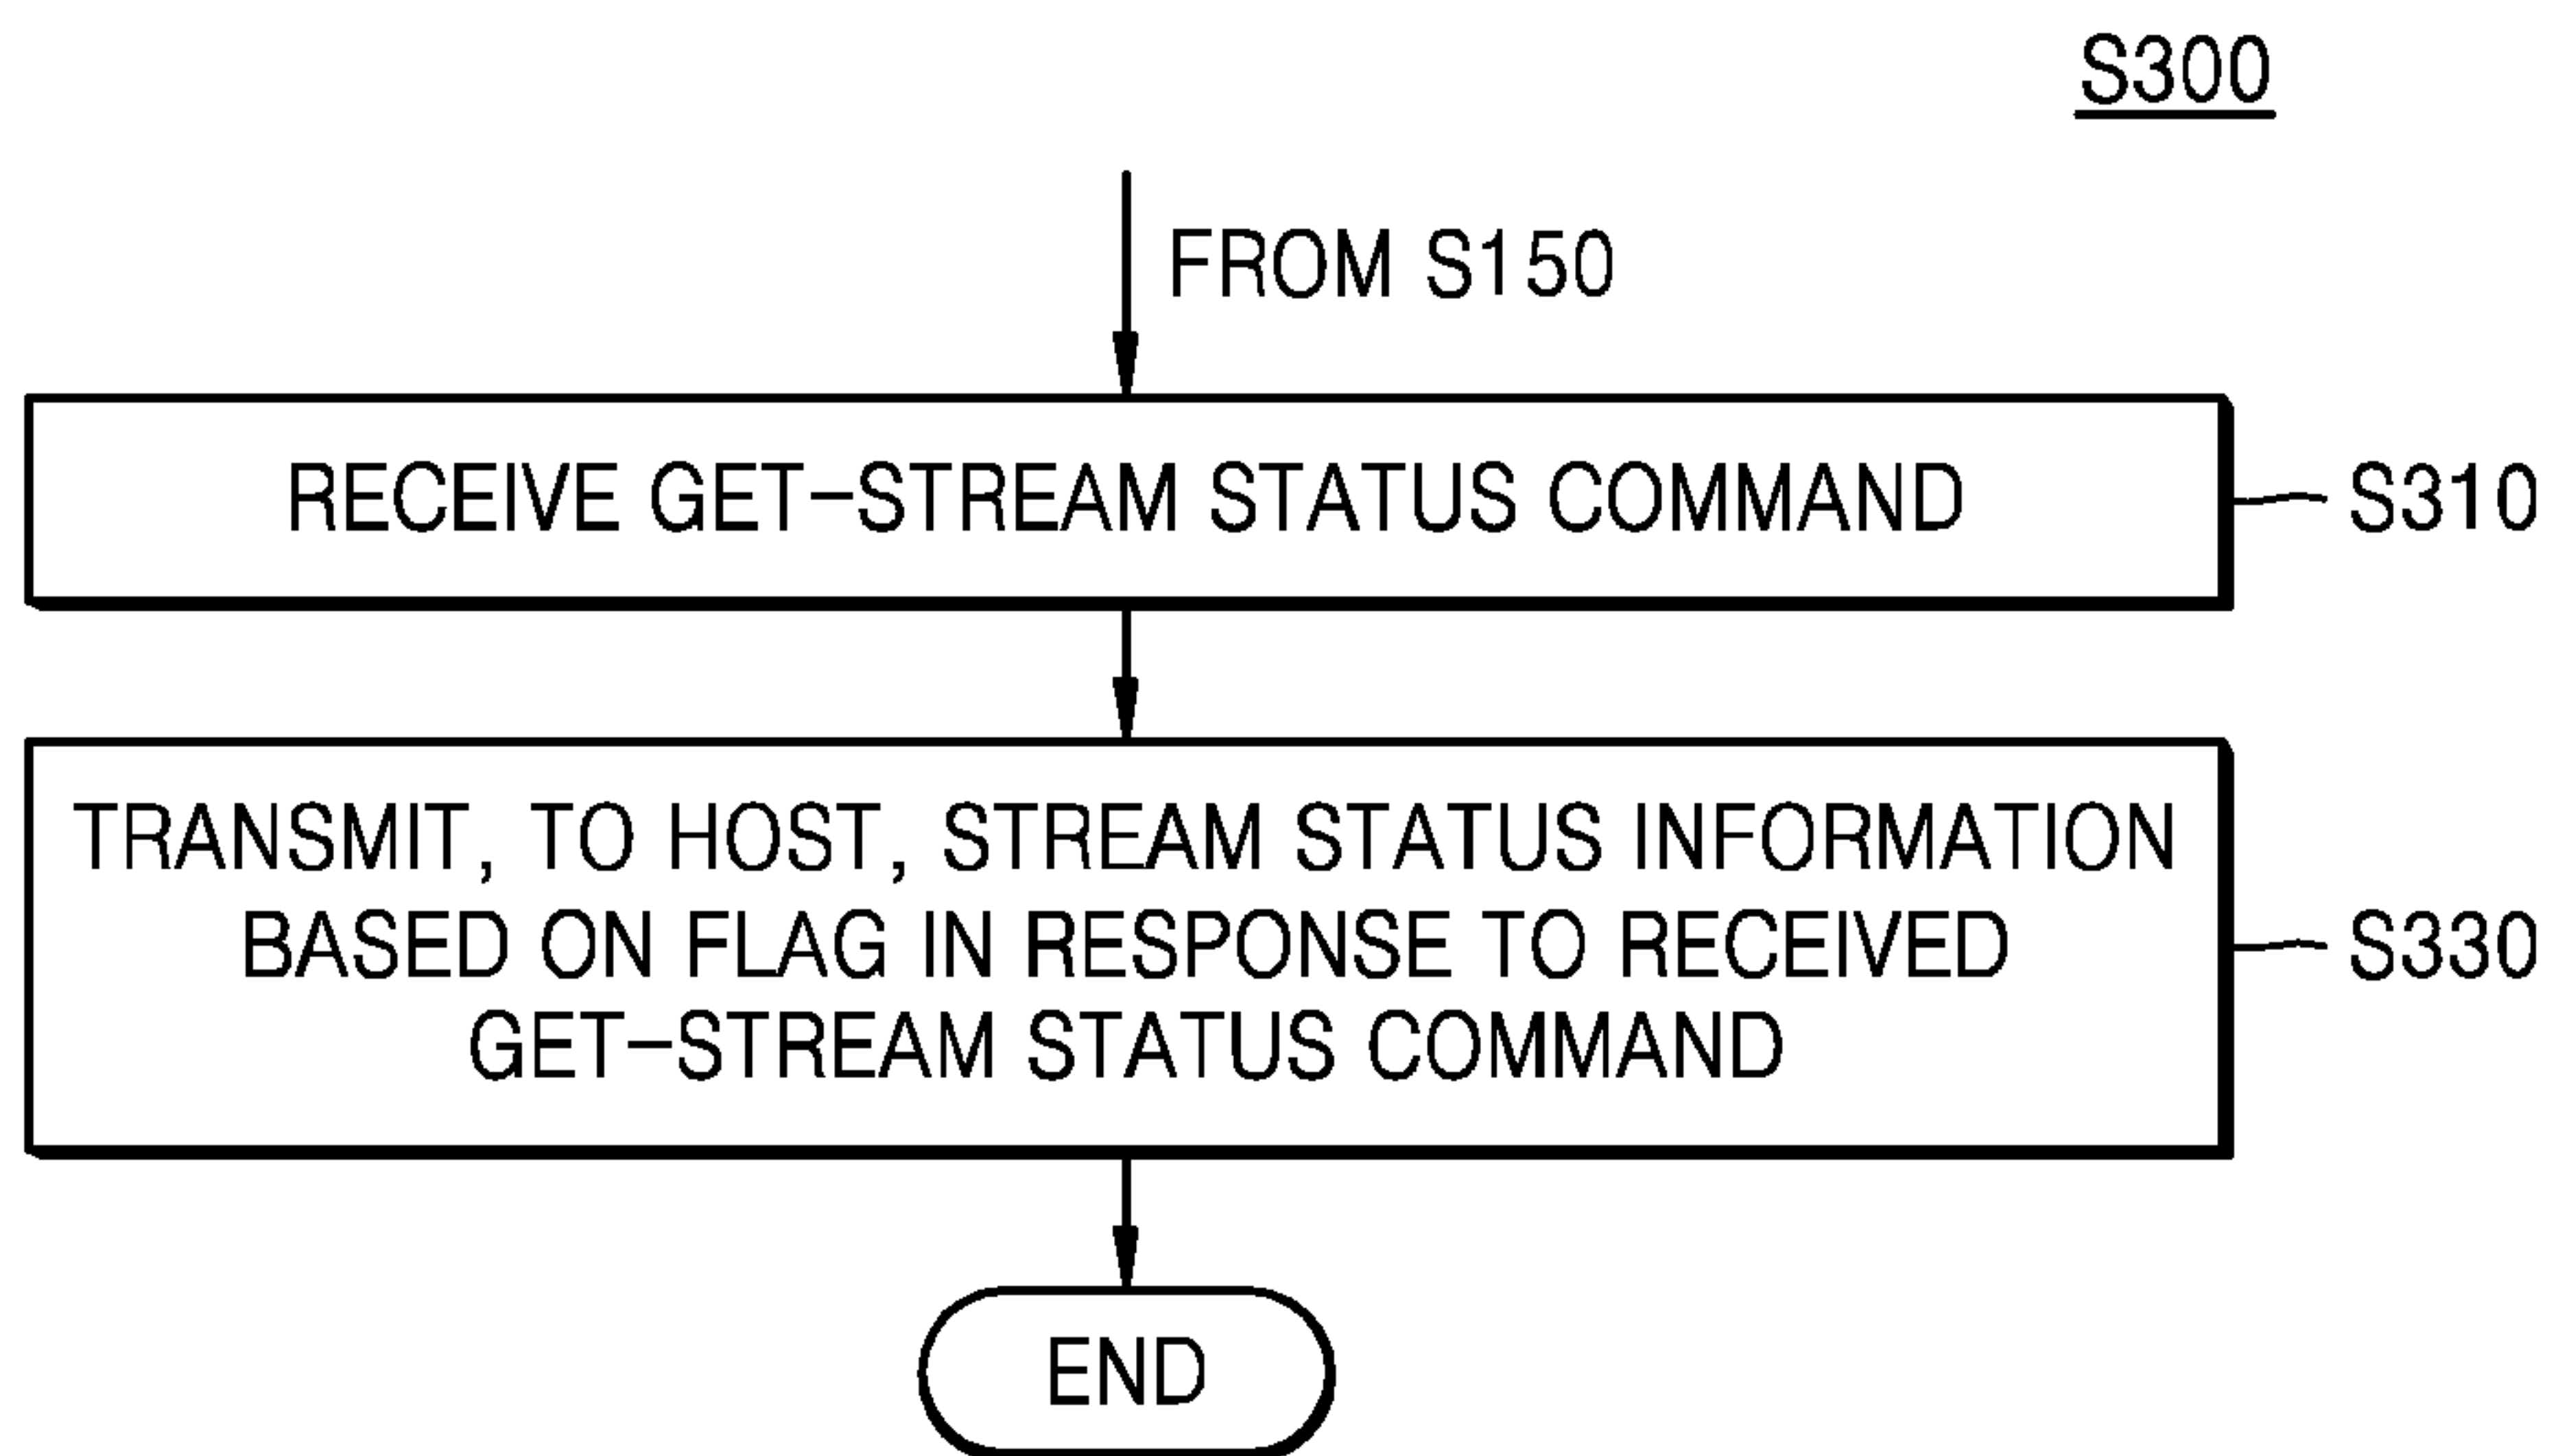 S300
FROM S150
RECEIVE GET-STREAM STATUS COMMAND
S310
TRANSMIT, TO HOST, STREAM STATUS INFORMATION
BASED ON FLAG IN RESPONSE TO RECEIVED
S330
GET-STREAM STATUS COMMAND
END